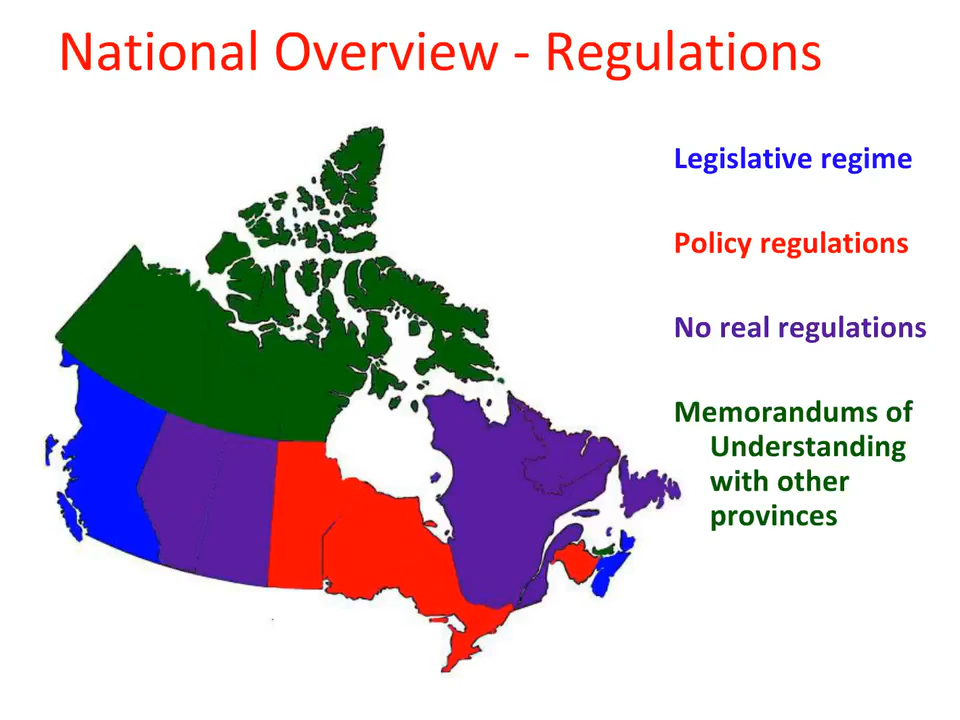 National Overview - Regulations
Legislative regime
Policy regulations
No real regulations
Memorandums of
Understanding
with other
provinces